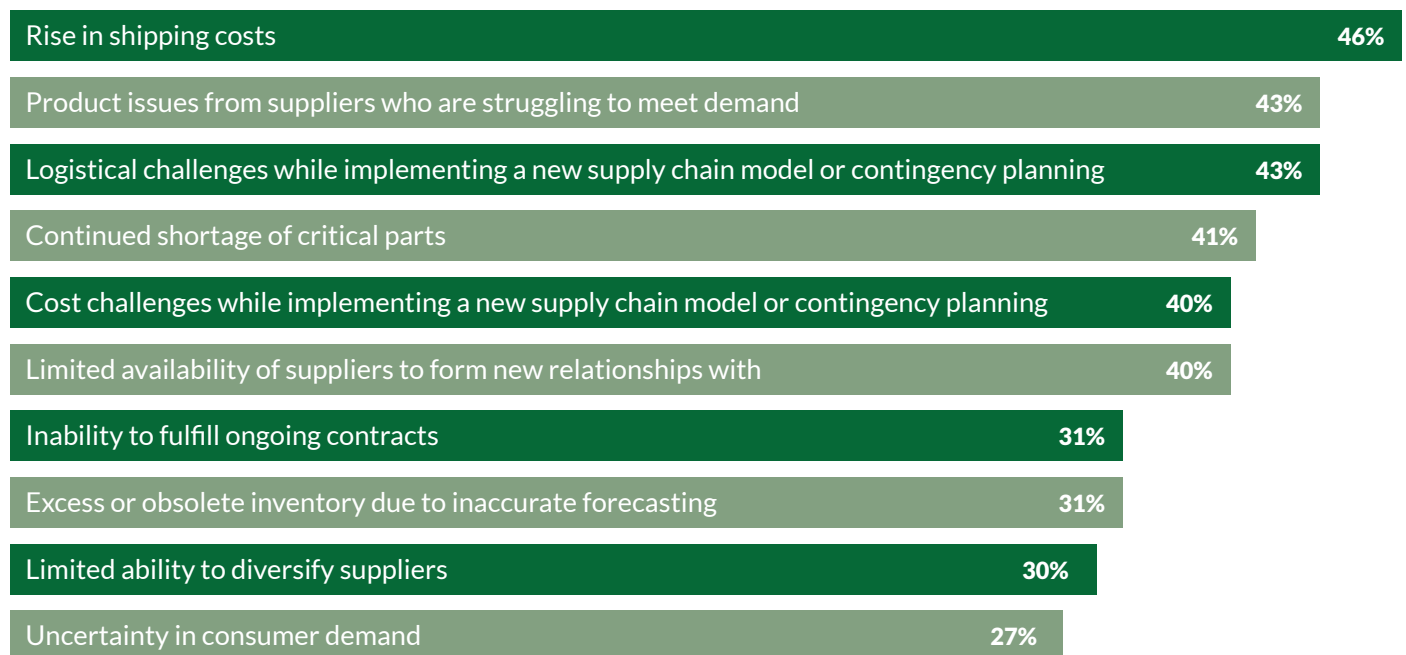 Rise in shipping costs 46%
Product issues from suppliers who are struggling to meet demand 43%
Logistical challenges while implementing a new supply chain model or contingency planning 43%
Continued shortage of critical parts 41%
Cost challenges while implementing a new supply chain model or contingency planning 40%
Limited availability of suppliers to form new relationships with 40%
Inability to fulfill ongoing contracts 31%
Excess or obsolete inventory due to inaccurate forecasting 31%
Limited ability to diversify suppliers 30%
Uncertainty in consumer demand 27%